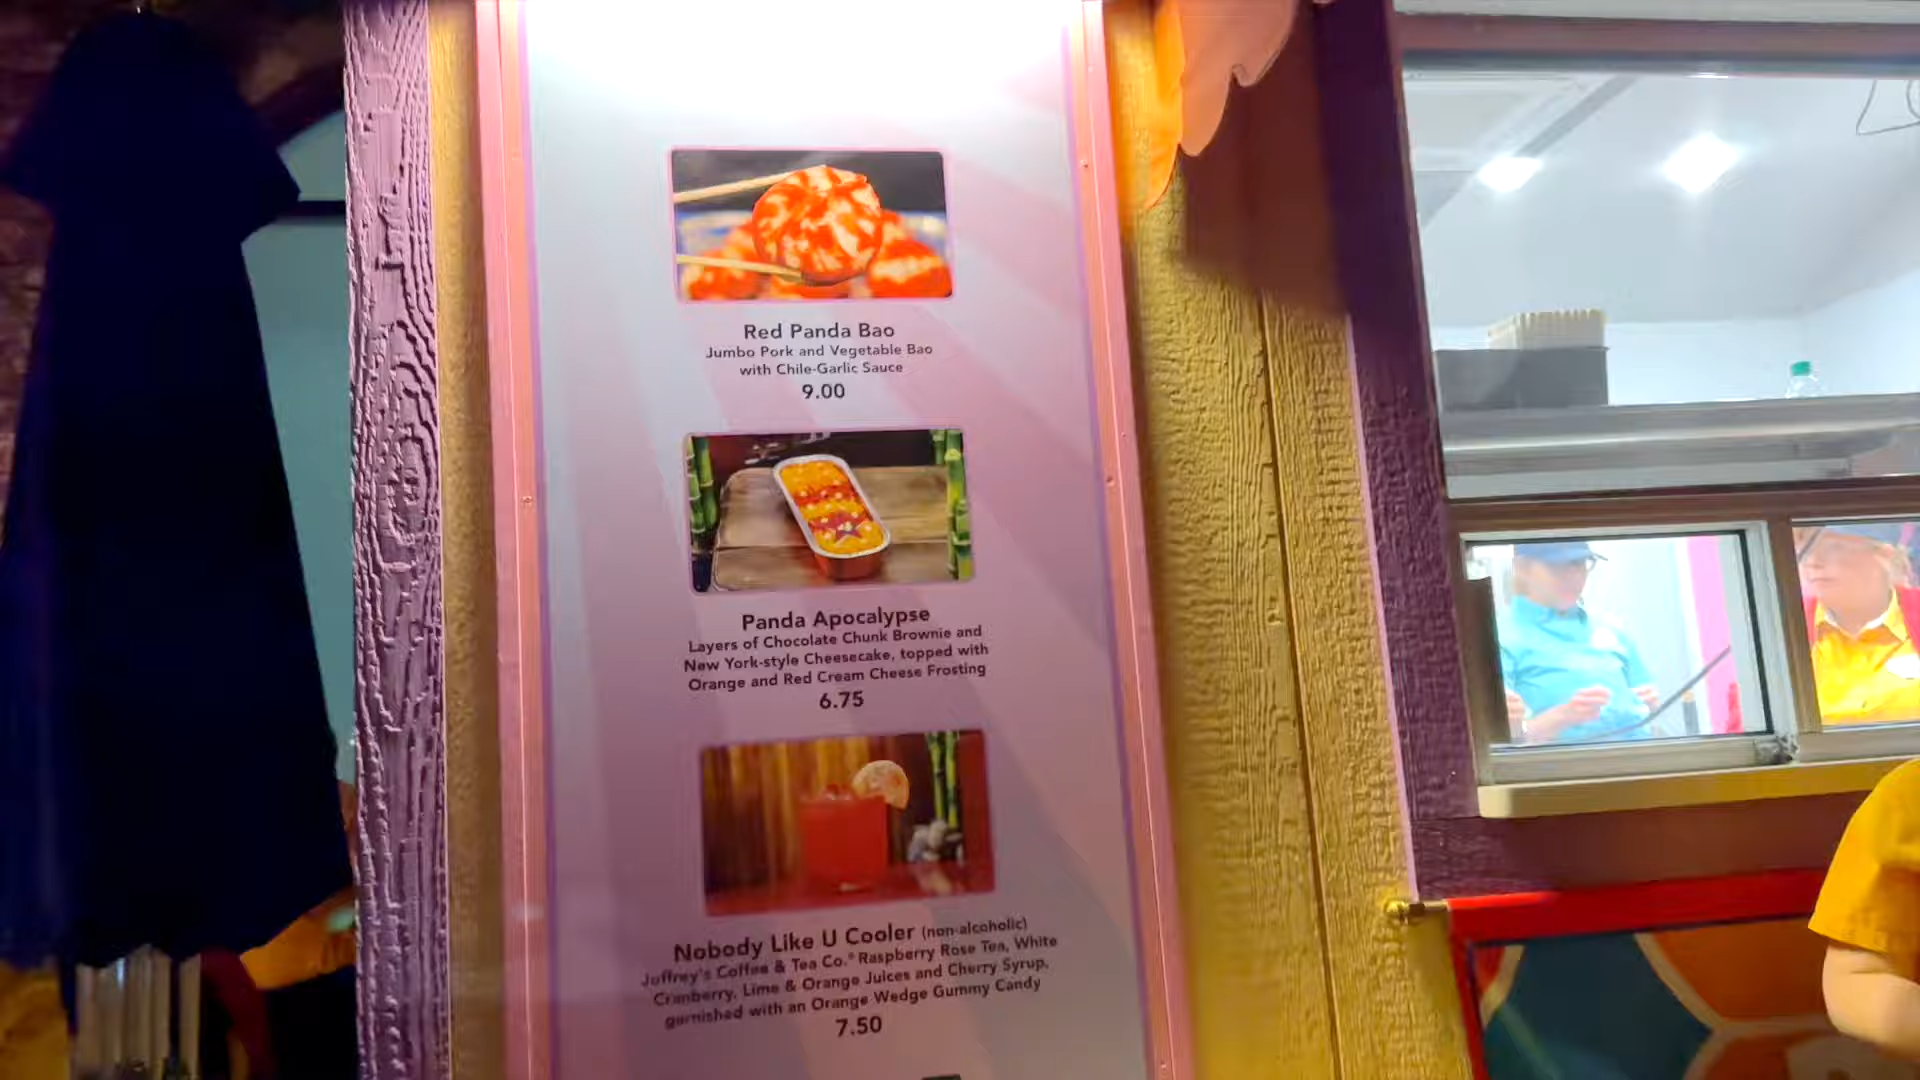 Red Panda Bao
Jumbo Pork and Vegetable Bao
with Chile-Garlic Sauce
9.00
Panda Apocalypse
Layers of Chocolate Chunk Brownie and
New York-style Cheesecake, topped with
Orange and Red Cream Cheese Frosting
6.75
Nobody Like U Cooler (non-alcoholic)
Joffrey's Coffee & Tea Co.® Raspberry Rose Tea, White
Cranberry, Lime & Orange Juices and Cherry Syrup,
garnished with an Orange Wedge Gummy Candy
7.50